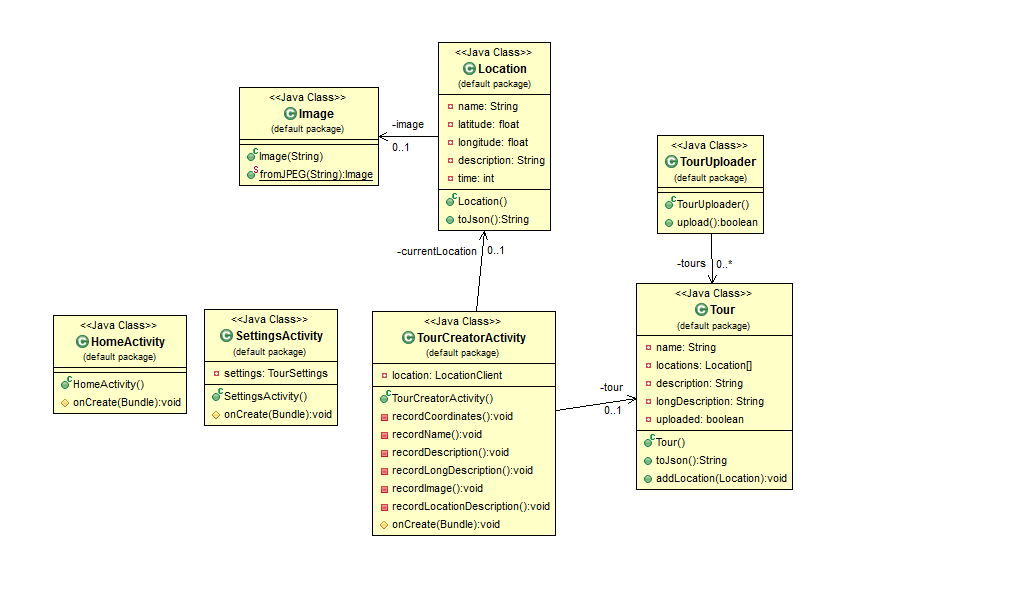 <<Java Class>>
Location
(default package)
name: String
latitude: float
longitude: float
description: String
time: int
Location()
toJson():String
<<Java Class>>
Image
(default package)
Image(String)
fromJPEG(String):Image
-image
0..1
<<Java Class>>
TourUploader
(default package)
TourUploader()
upload():boolean
-currentLocation
0..1
-tours
0..*
<<Java Class>>
HomeActivity
(default package)
HomeActivity()
onCreate(Bundle):void
<<Java Class>>
SettingsActivity
(default package)
settings: TourSettings
SettingsActivity()
onCreate(Bundle):void
<<Java Class>>
TourCreatorActivity
(default package)
location: LocationClient
TourCreatorActivity()
recordCoordinates():void
recordName():void
recordDescription():void
recordLongDescription():void
recordImage():void
recordLocationDescription():void
onCreate(Bundle):void
-tour
0..1
<<Java Class>>
Tour
(default package)
name: String
locations: Location[]
description: String
longDescription: String
uploaded: boolean
Tour()
toJson():String
addLocation(Location):void